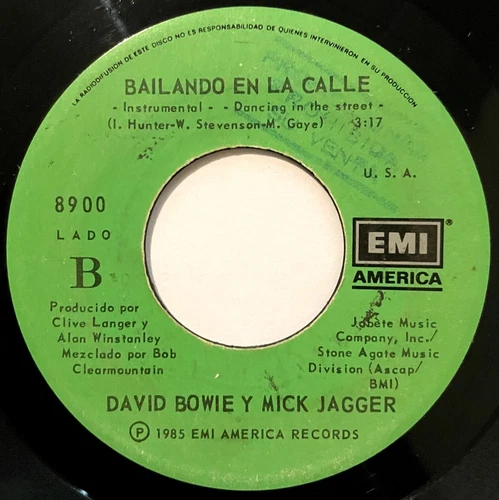 LA RADIODIFUSION DE ESTE DISCO NO ES RESPONSABILIDAD DE QUIENES INTERVINIERON EN SU PRODUCCION
BAILANDO EN LA CALLE
- Instrumental - - Dancing in the street -
(I. Hunter-W. Stevenson-M. Gaye) 3:17
U. S. A.
8900
LADO
B
EMI
AMERICA
®
Producido por
Clive Langer y
Alan Winstanley
Mezclado por Bob
Clearmountain
Jobete Music
Company, Inc./
Stone Agate Music
Division (Ascap/
BMI)
DAVID BOWIE Y MICK JAGGER
℗ 1985 EMI AMERICA RECORDS